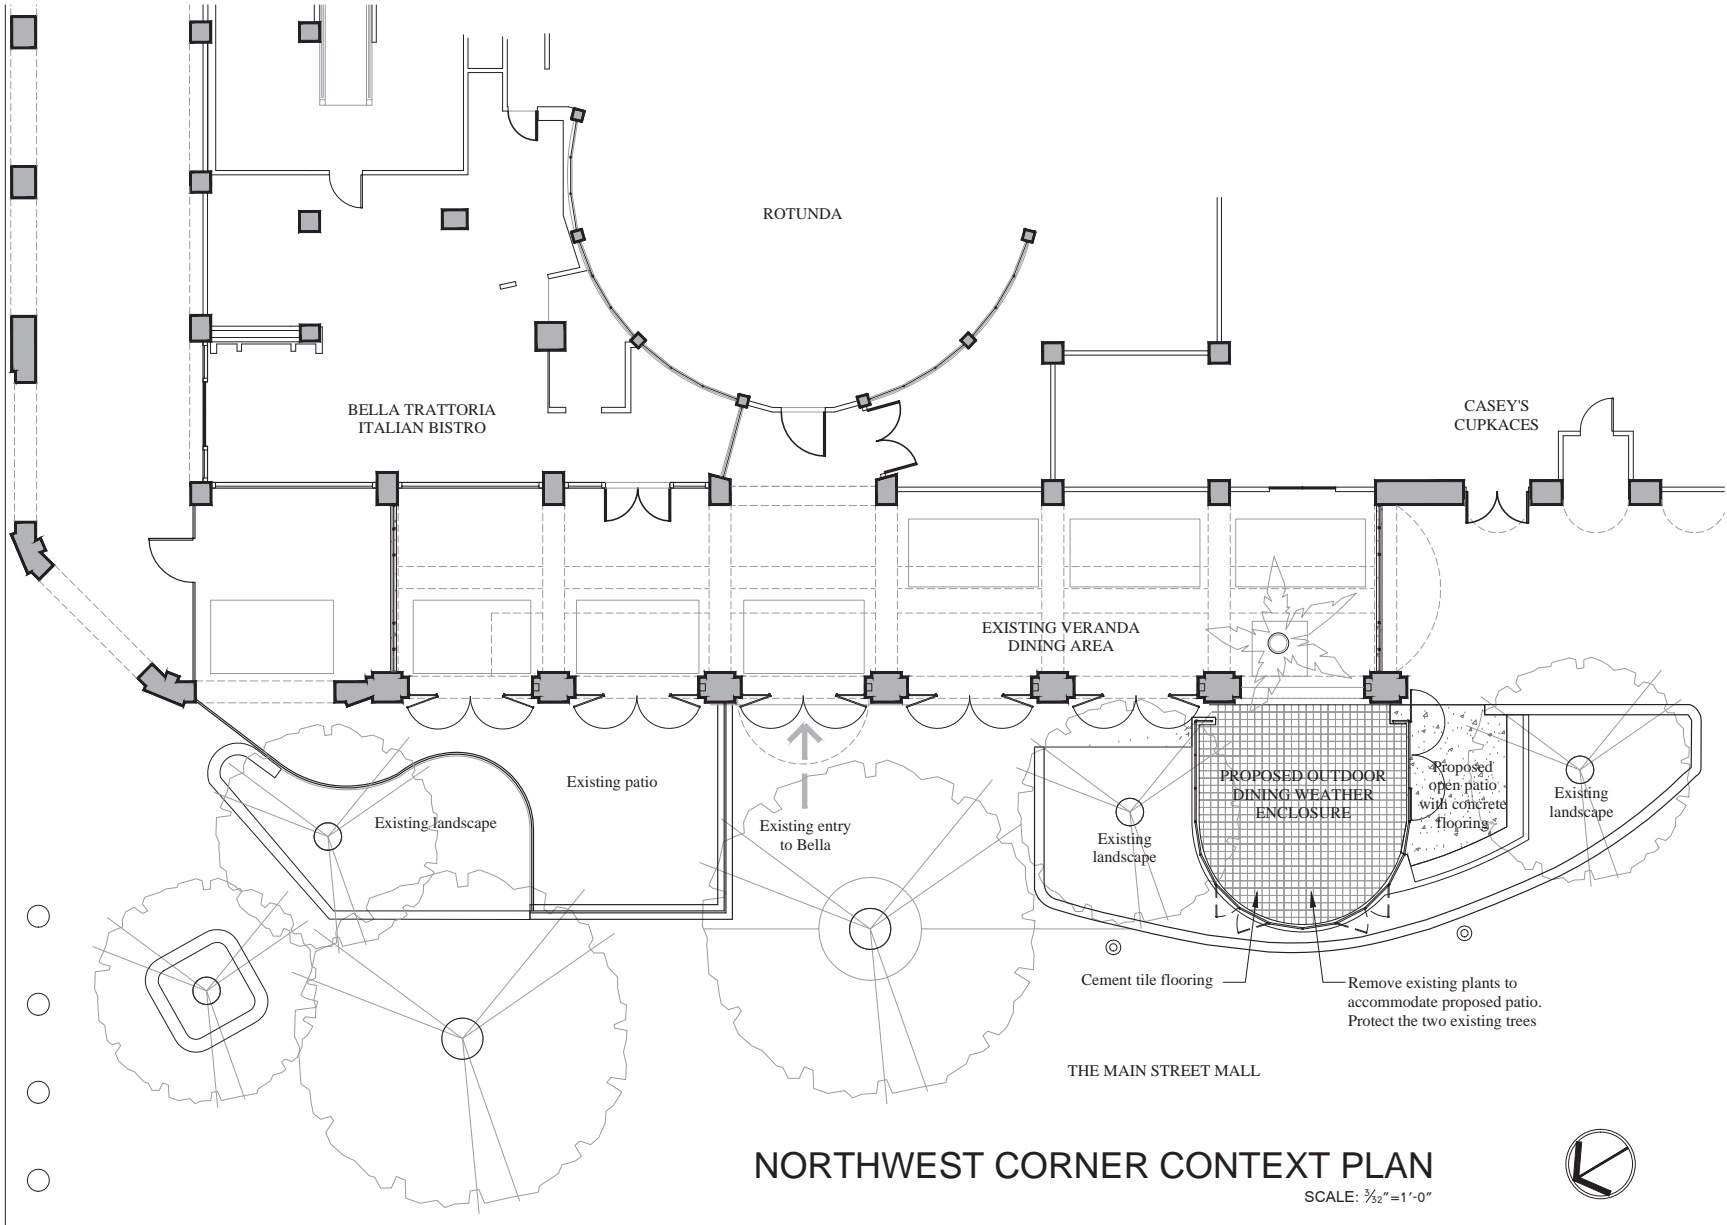 ROTUNDA
BELLA TRATTORIA
ITALIAN BISTRO
CASEY'S
CUPKACES
EXISTING VERANDA
DINING AREA
Existing patio
Existing landscape
Existing entry
to Bella
Existing
landscape
PROPOSED OUTDOOR
DINING WEATHER
ENCLOSURE
Proposed
open patio
with concrete
flooring
Existing
landscape
Cement tile flooring
Remove existing plants to
accommodate proposed patio.
Protect the two existing trees
THE MAIN STREET MALL
NORTHWEST CORNER CONTEXT PLAN
SCALE: 3/32"=1'-0"